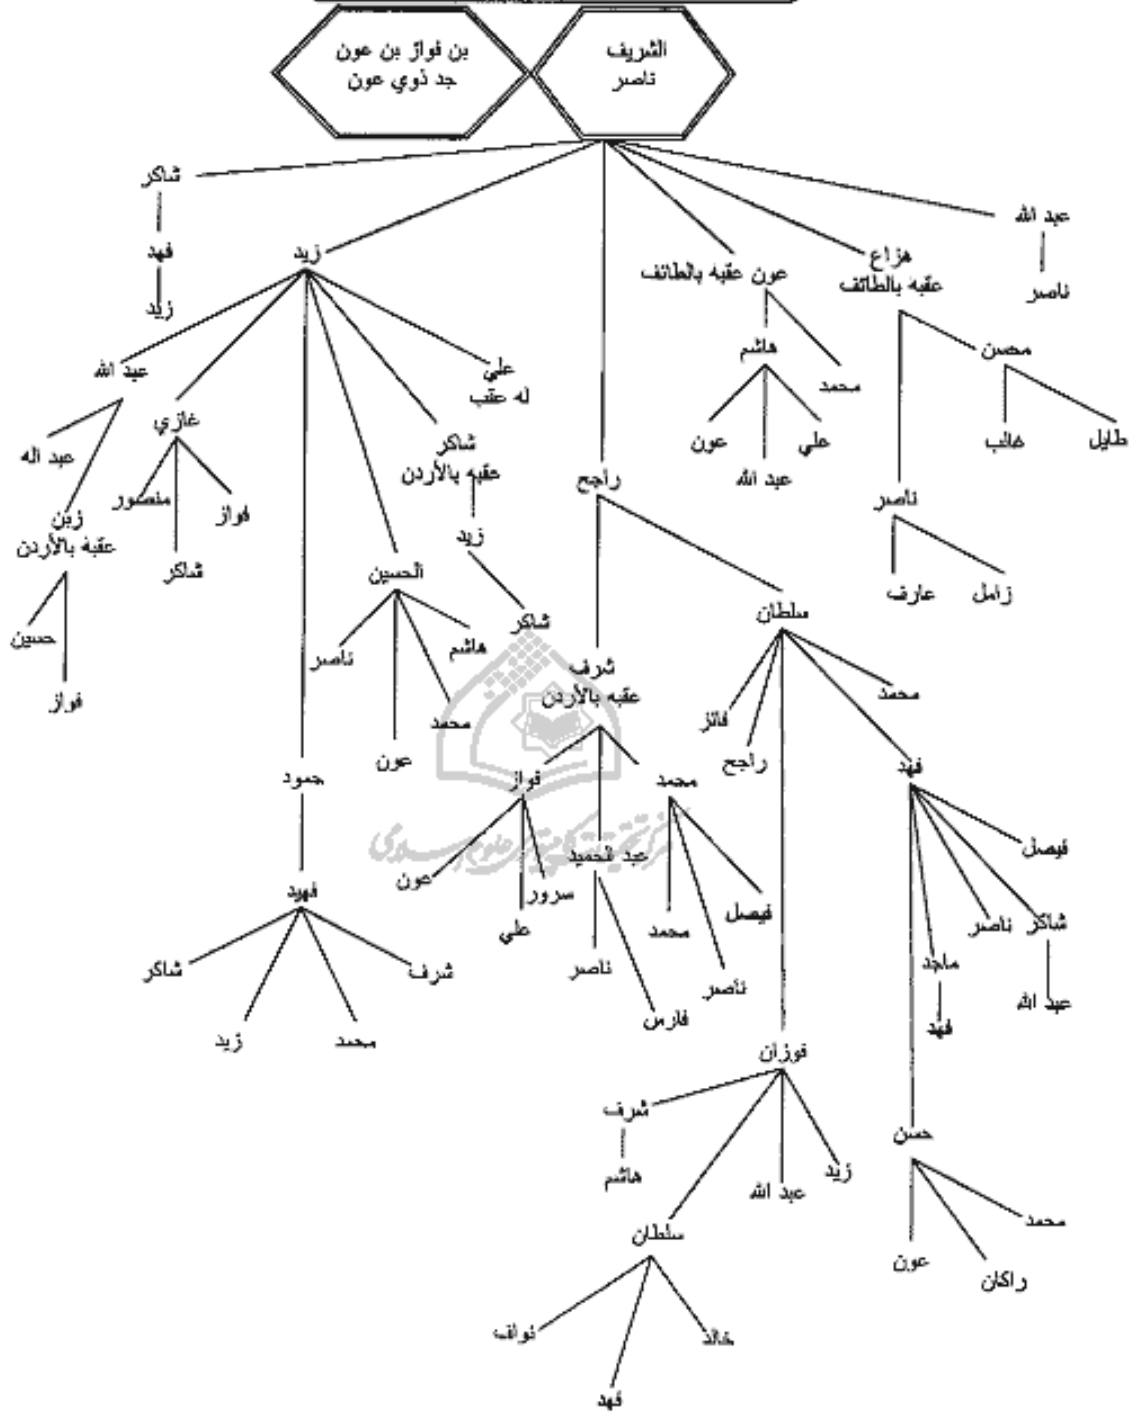 الشريف
ناصر
بن فواز بن عون
جد ذوي عون
عبد الله
ناصر
هزاع
عقبه بالطائف
محسن
طايل
ناصر
زامل
عارف
عون عقبه بالطائف
هاشم
محمد
علي
عبد الله
عون
راجح
سلطان
محمد
فهد
فيصل
شاكر
عبد الله
ناصر
ماجد
فهد
حسن
محمد
راكان
عون
فوزان
زيد
عبد الله
سلطان
خالد
فهد
نواف
شرف
هاشم
راجح
فائز
شرف
عقبه بالأردن
محمد
فيصل
ناصر
محمد
عبد الحميد
فارس
ناصر
فواز
سرور
علي
عون
زيد
علي
له عقب
شاكر
عقبه بالأردن
زيد
شاكر
الحسين
هاشم
محمد
عون
ناصر
حمود
فهيد
شرف
محمد
زيد
شاكر
غازي
فواز
شاكر
منصور
عبد الله
عبد اله
زبن
عقبه بالأردن
فواز
حسين
شاكر
فهد
زيد